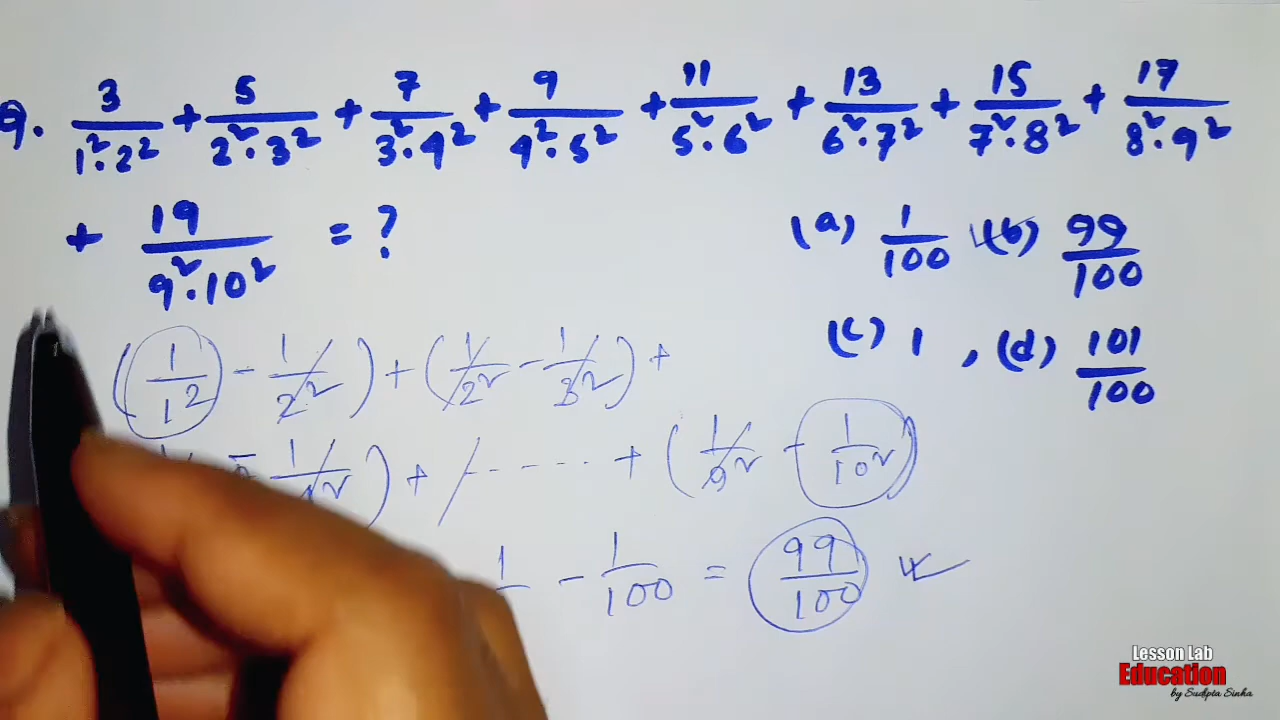 Q. 3/1²·2² + 5/2²·3² + 7/3²·4² + 9/4²·5² + 11/5²·6² + 13/6²·7² + 15/7²·8² + 17/8²·9²
+ 19/9²·10² = ?
(a) 1/100 (b) 99/100
(c) 1 , (d) 101/100
(1/1² - 1/2²) + (1/2² - 1/3²) +
- 1/4²) + ------ + (1/9² - 1/10²)
1 - 1/100 = 99/100
Lesson Lab
Education
by Sudipta Sinha